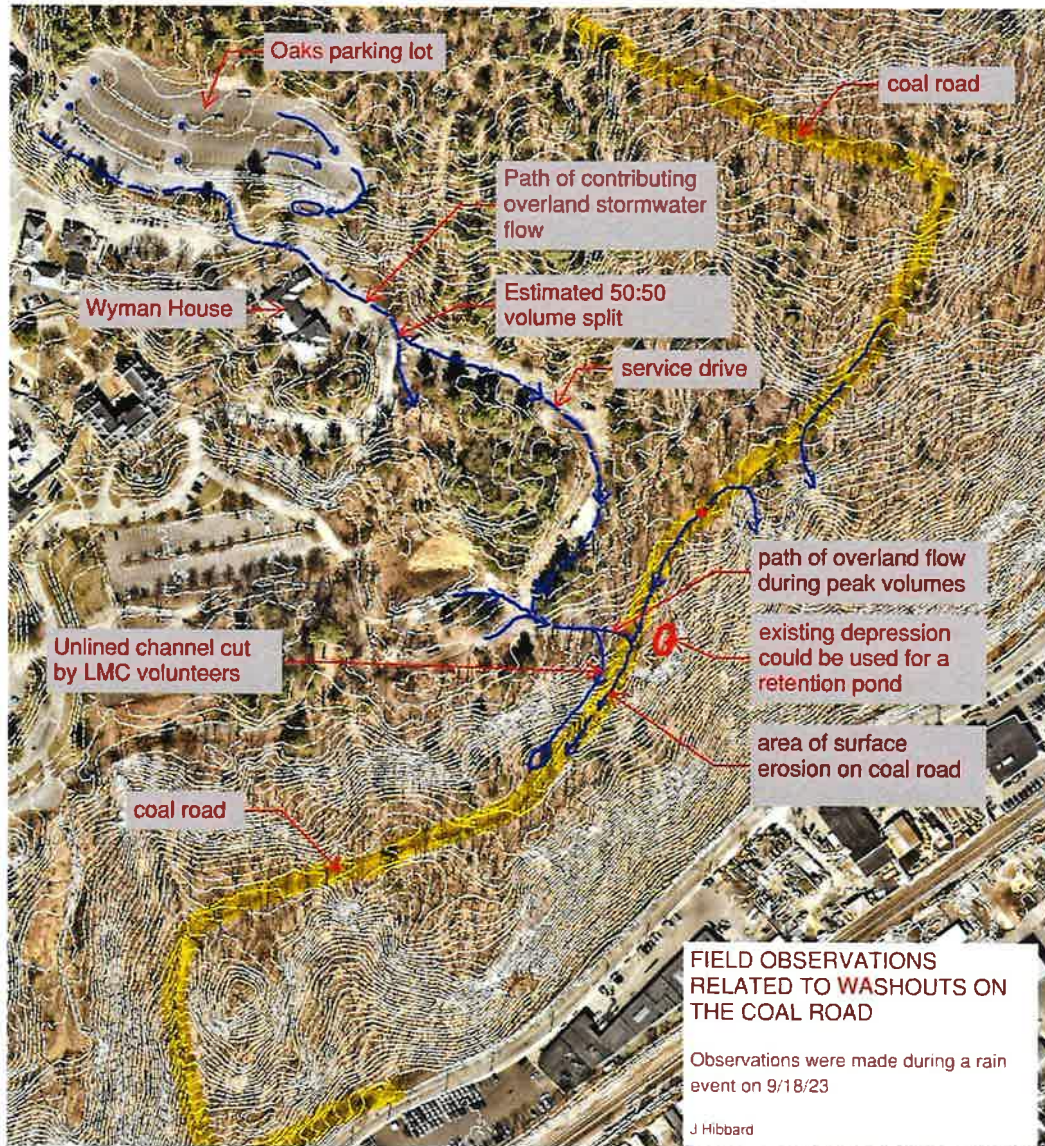 Oaks parking lot
coal road
Path of contributing
overland stormwater
flow
Wyman House
Estimated 50:50
volume split
service drive
path of overland flow
during peak volumes
Unlined channel cut
by LMC volunteers
existing depression
could be used for a
retention pond
area of surface
erosion on coal road
coal road
FIELD OBSERVATIONS
RELATED TO WASHOUTS ON
THE COAL ROAD
Observations were made during a rain
event on 9/18/23
J Hibbard